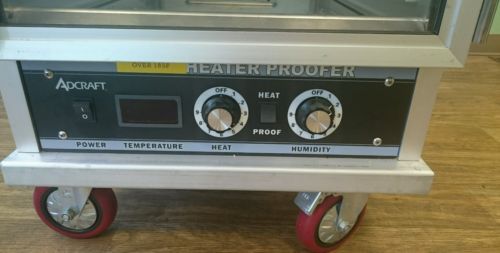 OVER 185F
HEATER PROOFER
ADCRAFT
OFF
HEAT
OFF
PROOF
POWER TEMPERATURE HEAT HUMIDITY